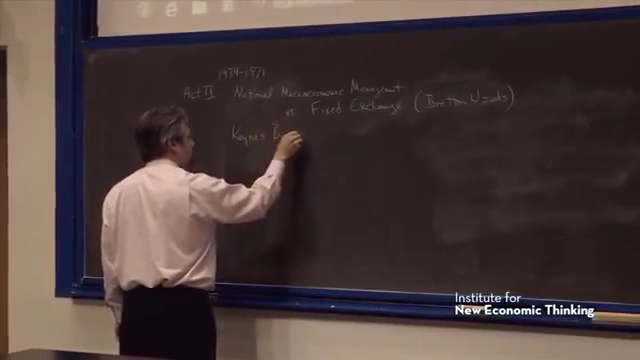 1939-1971
Act II National Macroeconomic Management
vs Fixed Exchange (Bretton Woods)
Keynes
Institute for
New Economic Thinking